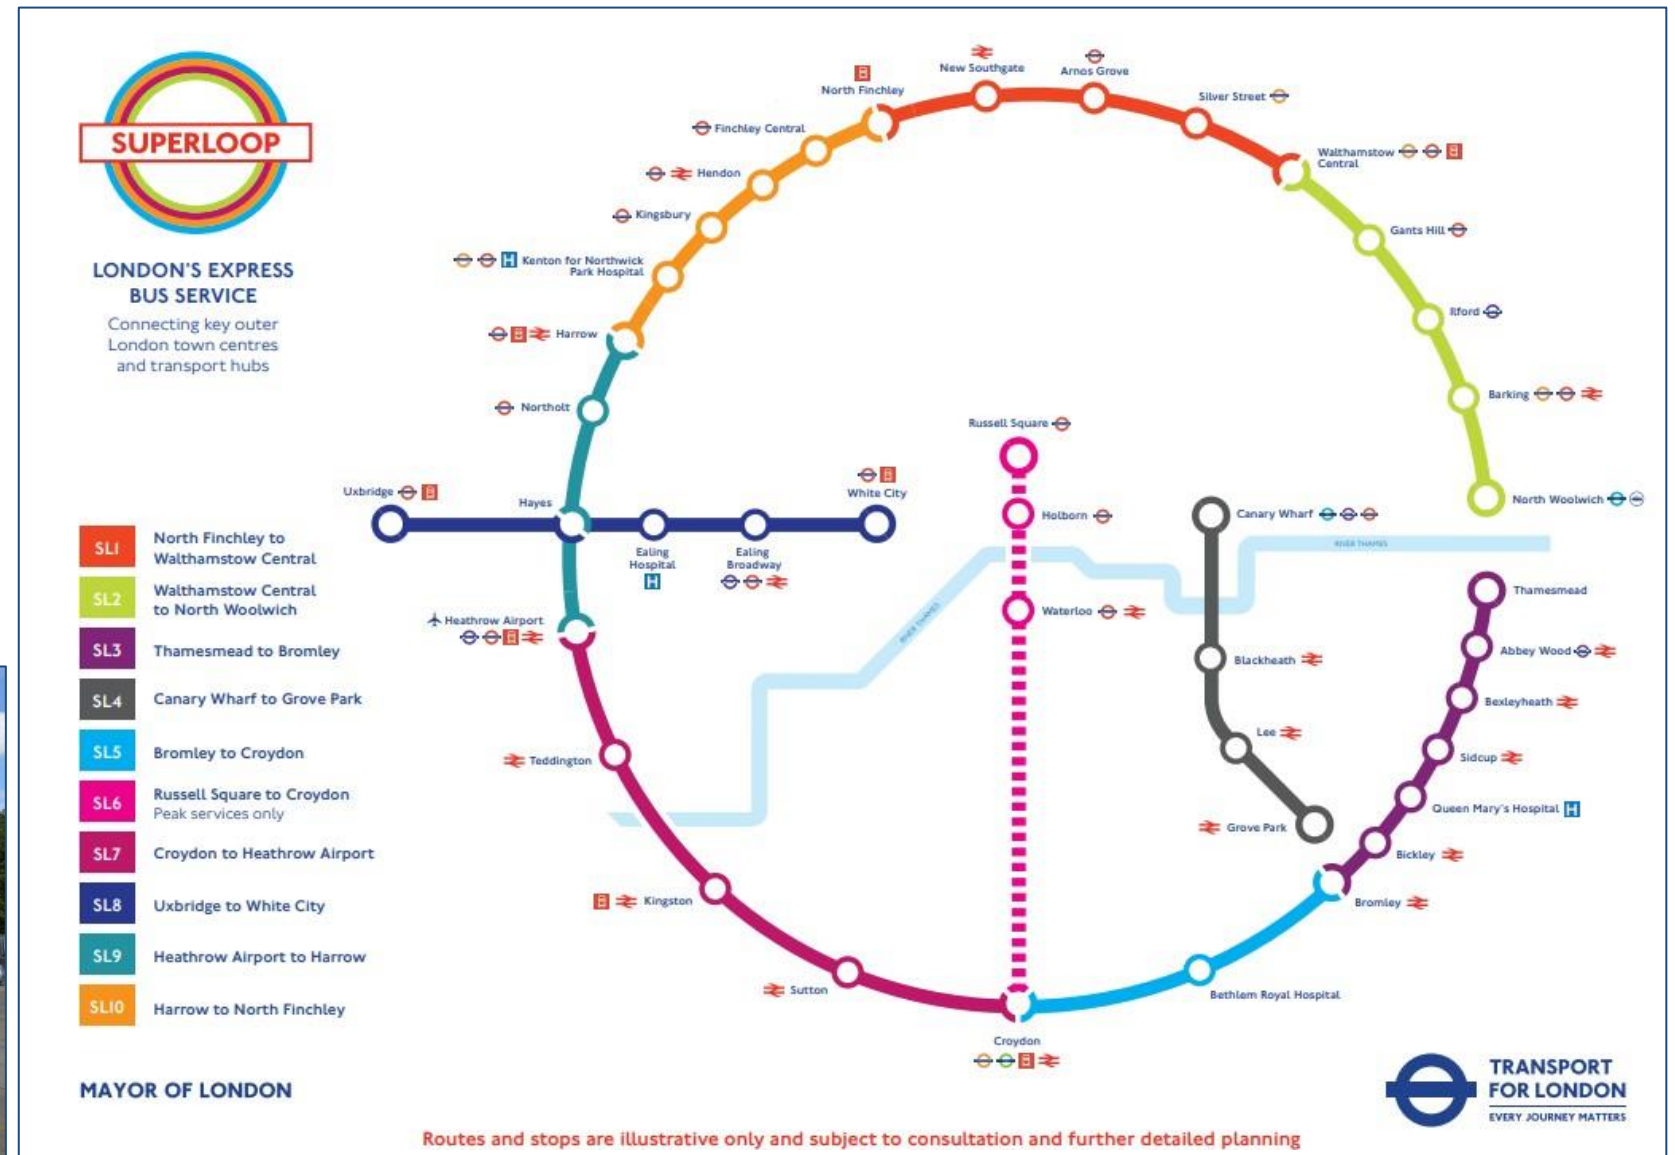 SUPERLOOP
LONDON'S EXPRESS
BUS SERVICE
Connecting key outer
London town centres
and transport hubs
SL1
North Finchley to
Walthamstow Central
SL2
Walthamstow Central
to North Woolwich
SL3
Thamesmead to Bromley
SL4
Canary Wharf to Grove Park
SL5
Bromley to Croydon
SL6
Russell Square to Croydon
Peak services only
SL7
Croydon to Heathrow Airport
SL8
Uxbridge to White City
SL9
Heathrow Airport to Harrow
SL10
Harrow to North Finchley
MAYOR OF LONDON
North Finchley
New Southgate
Arnos Grove
Silver Street
Walthamstow
Central
Gants Hill
Ilford
Barking
North Woolwich
Finchley Central
Hendon
Kingsbury
H Kenton for Northwick
Park Hospital
Harrow
Northolt
Uxbridge
Hayes
Ealing
Hospital
H
Ealing
Broadway
White City
Heathrow Airport
Teddington
Kingston
Sutton
Croydon
Russell Square
Holborn
Waterloo
RIVER THAMES
RIVER THAMES
Canary Wharf
Blackheath
Lee
Grove Park
Thamesmead
Abbey Wood
Bexleyheath
Sidcup
Queen Mary's Hospital H
Bickley
Bromley
Bethlem Royal Hospital
TRANSPORT
FOR LONDON
EVERY JOURNEY MATTERS
Routes and stops are illustrative only and subject to consultation and further detailed planning